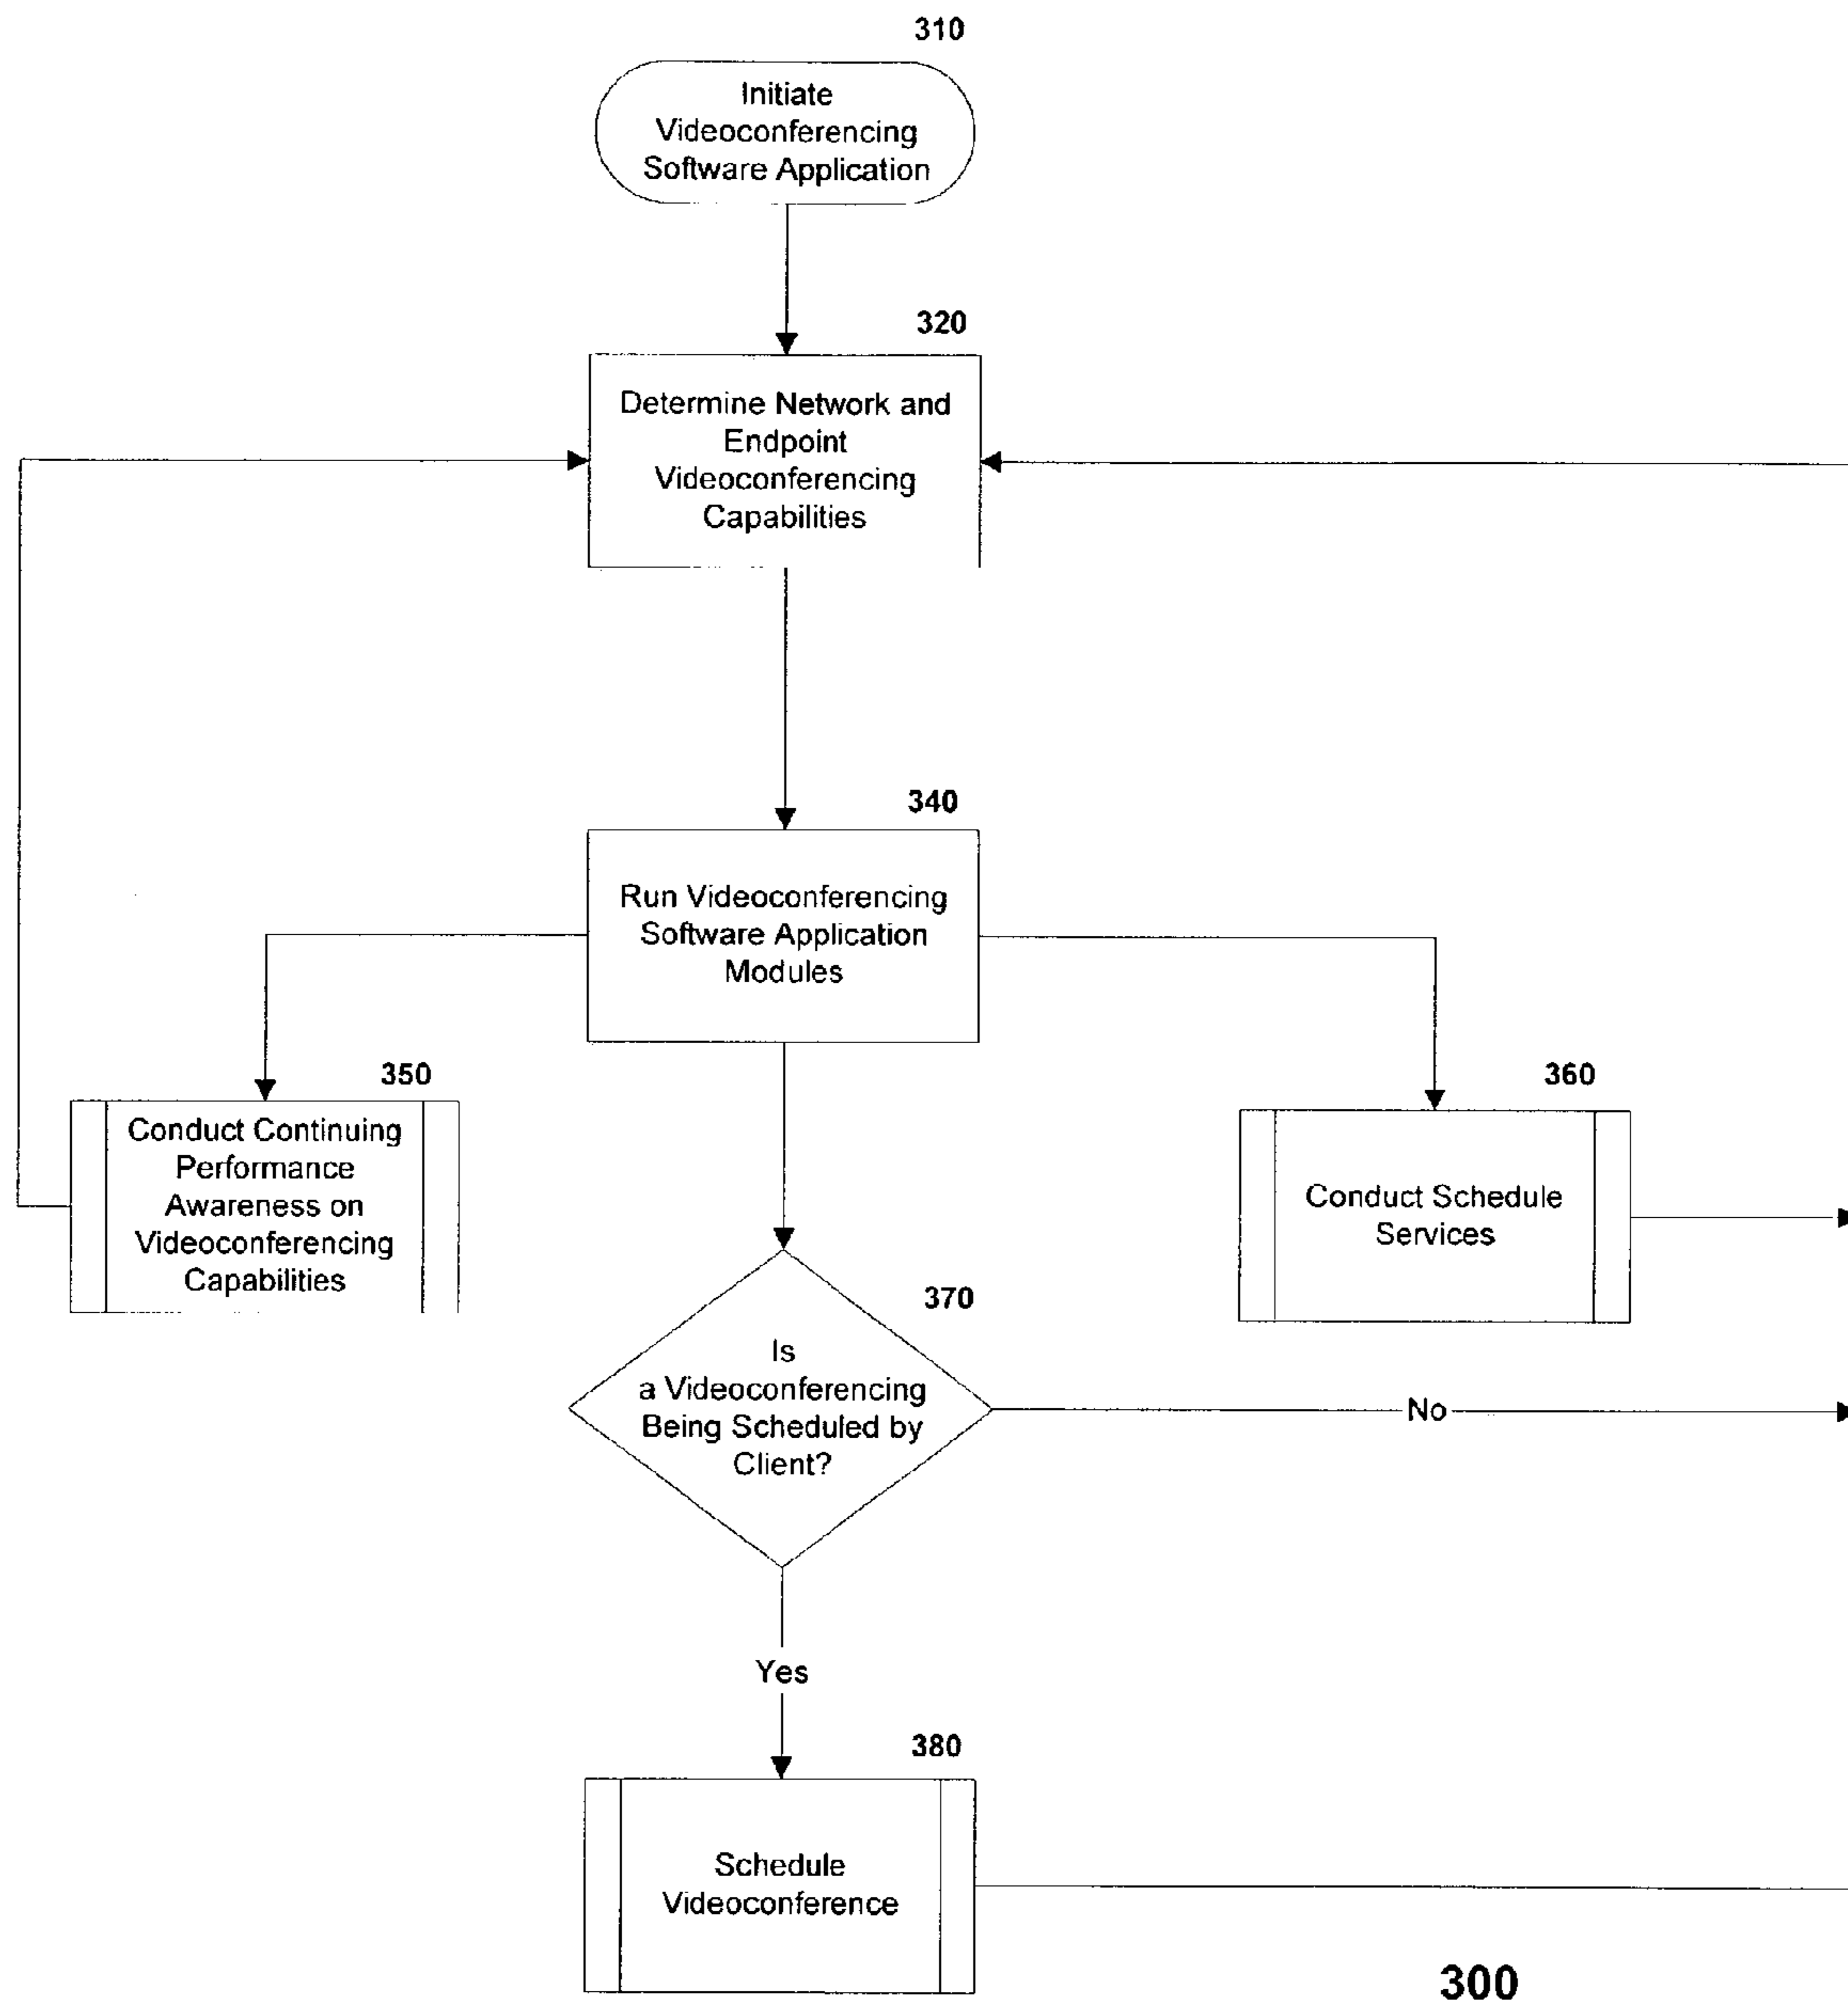 310
Initiate
Videoconferencing
Software Application
320
Determine Network and
Endpoint
Videoconferencing
Capabilities
340
Run Videoconferencing
Software Application
Modules
350
Conduct Continuing
Performance
Awareness on
Videoconferencing
Capabilities
360
Conduct Schedule
Services
370
Is
a Videoconferencing
Being Scheduled by
Client?
No
Yes
380
Schedule
Videoconference
300